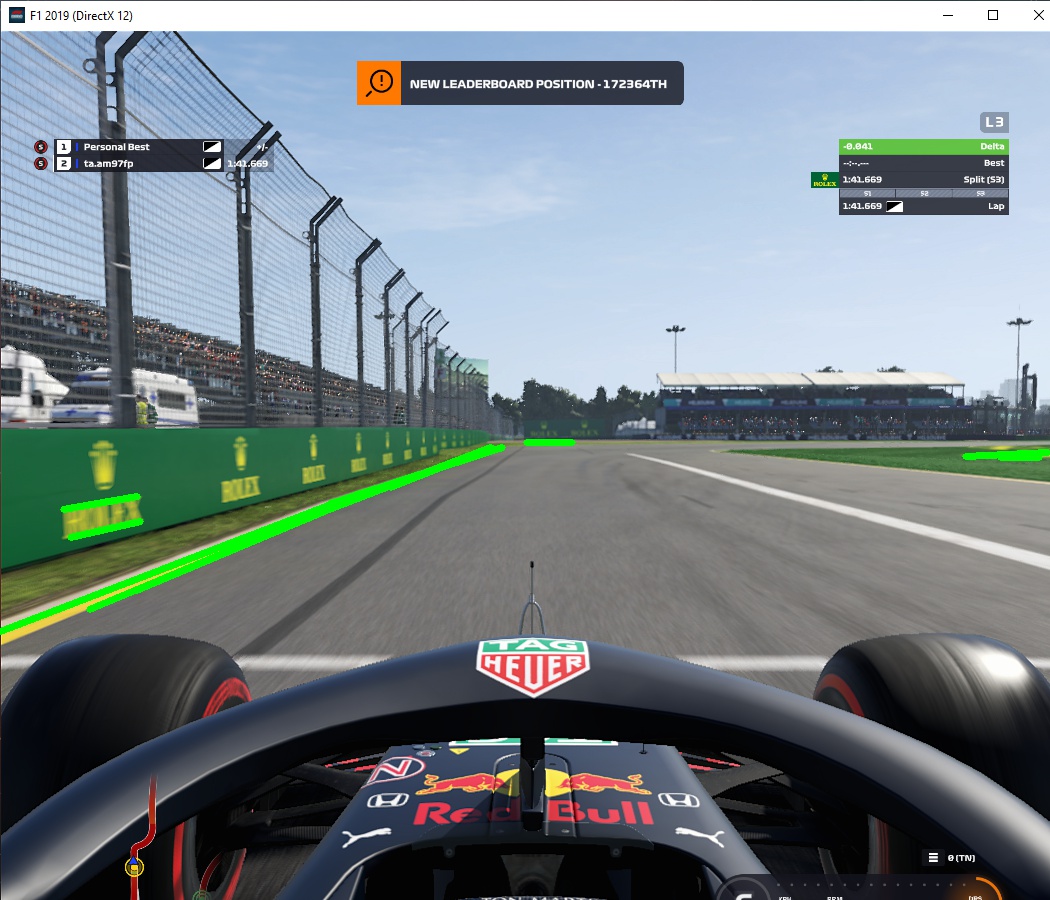 F1 2019 (DirectX 12)
NEW LEADERBOARD POSITION - 172364TH
L3
S 1 Personal Best +/-
S 2 ta.am97fp 1:41.669
-0.041 Delta
--:--.--- Best
ROLEX 1:41.669 Split (S3)
S1 S2 S3
1:41.669 Lap
ROLEX
ROLEX
ROLEX
TAG
HEUER
Red Bull
0 (TN)